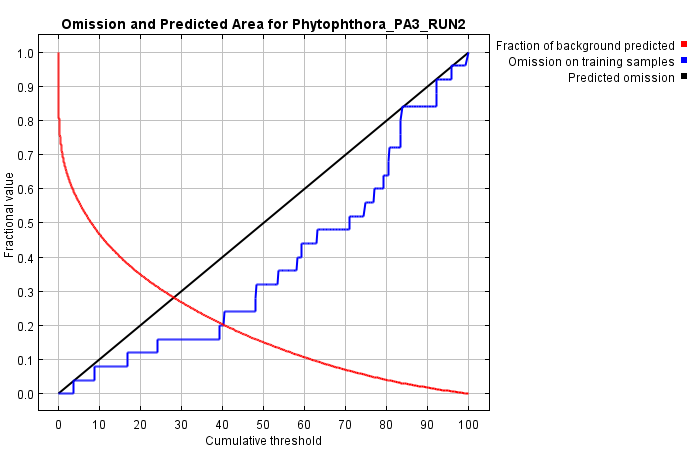 Omission and Predicted Area for Phytophthora_PA3_RUN2
Fraction of background predicted
Omission on training samples
Predicted omission
Fractional value
1.0
0.9
0.8
0.7
0.6
0.5
0.4
0.3
0.2
0.1
0.0
0 10 20 30 40 50 60 70 80 90 100
Cumulative threshold